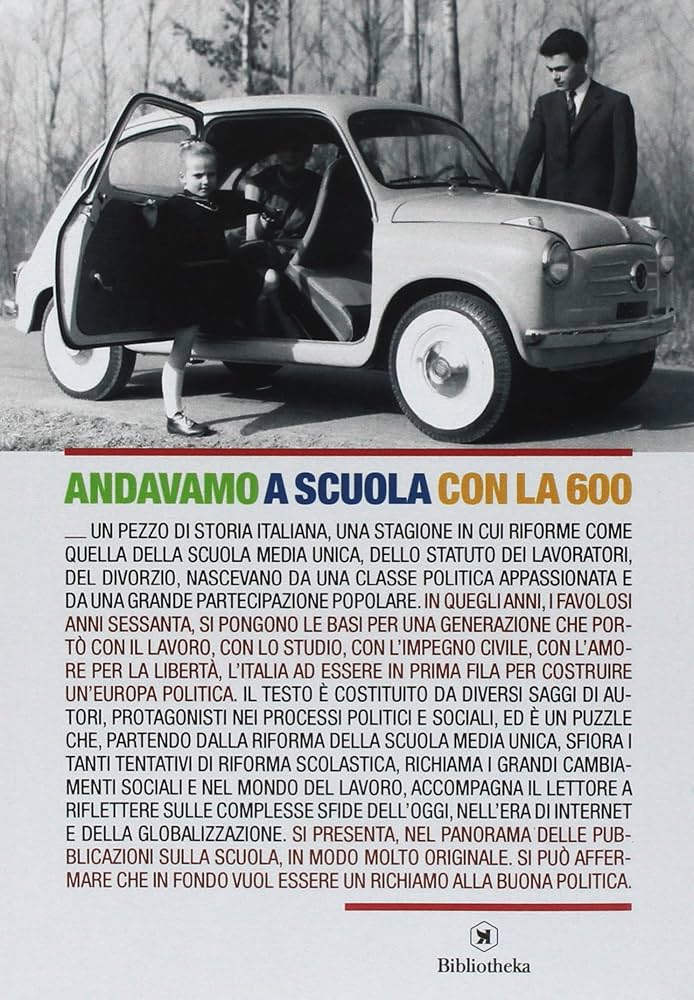 ANDAVAMO A SCUOLA CON LA 600
__ UN PEZZO DI STORIA ITALIANA, UNA STAGIONE IN CUI RIFORME COME
QUELLA DELLA SCUOLA MEDIA UNICA, DELLO STATUTO DEI LAVORATORI,
DEL DIVORZIO, NASCEVANO DA UNA CLASSE POLITICA APPASSIONATA E
DA UNA GRANDE PARTECIPAZIONE POPOLARE. IN QUEGLI ANNI, I FAVOLOSI
ANNI SESSANTA, SI PONGONO LE BASI PER UNA GENERAZIONE CHE POR-
TÒ CON IL LAVORO, CON LO STUDIO, CON L'IMPEGNO CIVILE, CON L'AMO-
RE PER LA LIBERTÀ, L'ITALIA AD ESSERE IN PRIMA FILA PER COSTRUIRE
UN'EUROPA POLITICA. IL TESTO È COSTITUITO DA DIVERSI SAGGI DI AU-
TORI, PROTAGONISTI NEI PROCESSI POLITICI E SOCIALI, ED È UN PUZZLE
CHE, PARTENDO DALLA RIFORMA DELLA SCUOLA MEDIA UNICA, SFIORA I
TANTI TENTATIVI DI RIFORMA SCOLASTICA, RICHIAMA I GRANDI CAMBIA-
MENTI SOCIALI E NEL MONDO DEL LAVORO, ACCOMPAGNA IL LETTORE A
RIFLETTERE SULLE COMPLESSE SFIDE DELL'OGGI, NELL'ERA DI INTERNET
E DELLA GLOBALIZZAZIONE. SI PRESENTA, NEL PANORAMA DELLE PUB-
BLICAZIONI SULLA SCUOLA, IN MODO MOLTO ORIGINALE. SI PUÒ AFFER-
MARE CHE IN FONDO VUOL ESSERE UN RICHIAMO ALLA BUONA POLITICA.
Bibliotheka